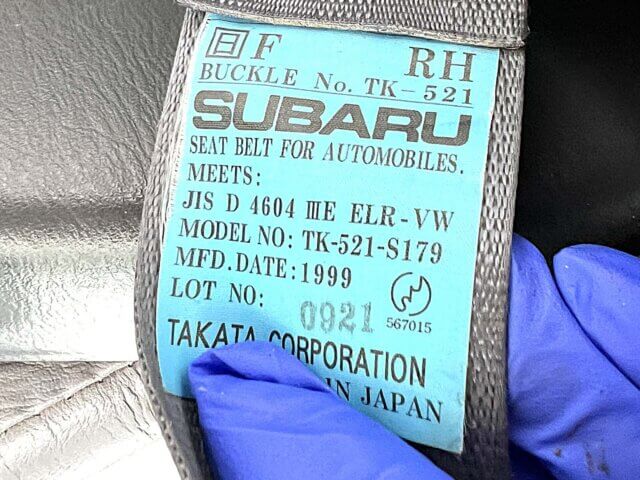 日 F RH
BUCKLE No. TK-521
SUBARU
SEAT BELT FOR AUTOMOBILES.
MEETS:
JIS D 4604 ⅢE ELR-VW
MODEL NO: TK-521-S179
MFD.DATE: 1999
LOT NO: 0921
567015
TAKATA CORPORATION
IN JAPAN